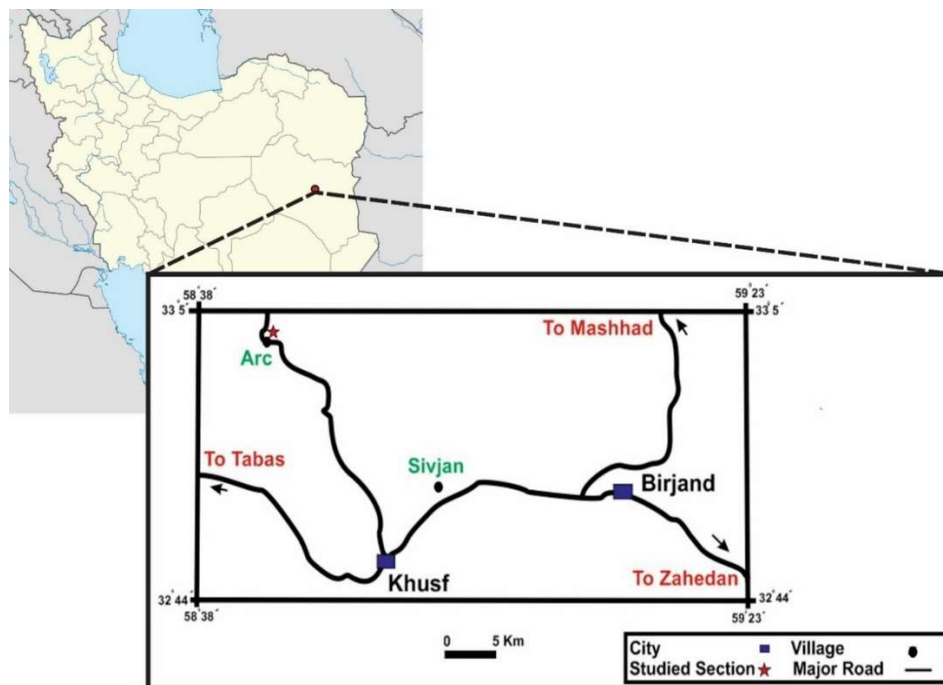 58°38´
59°23´
33°5´
33°5´
To Mashhad
Arc
To Tabas
Sivjan
Birjand
Khusf
To Zahedan
32°44´
32°44´
58°38´
59°23´
0 5 Km
City Village
Studied Section Major Road